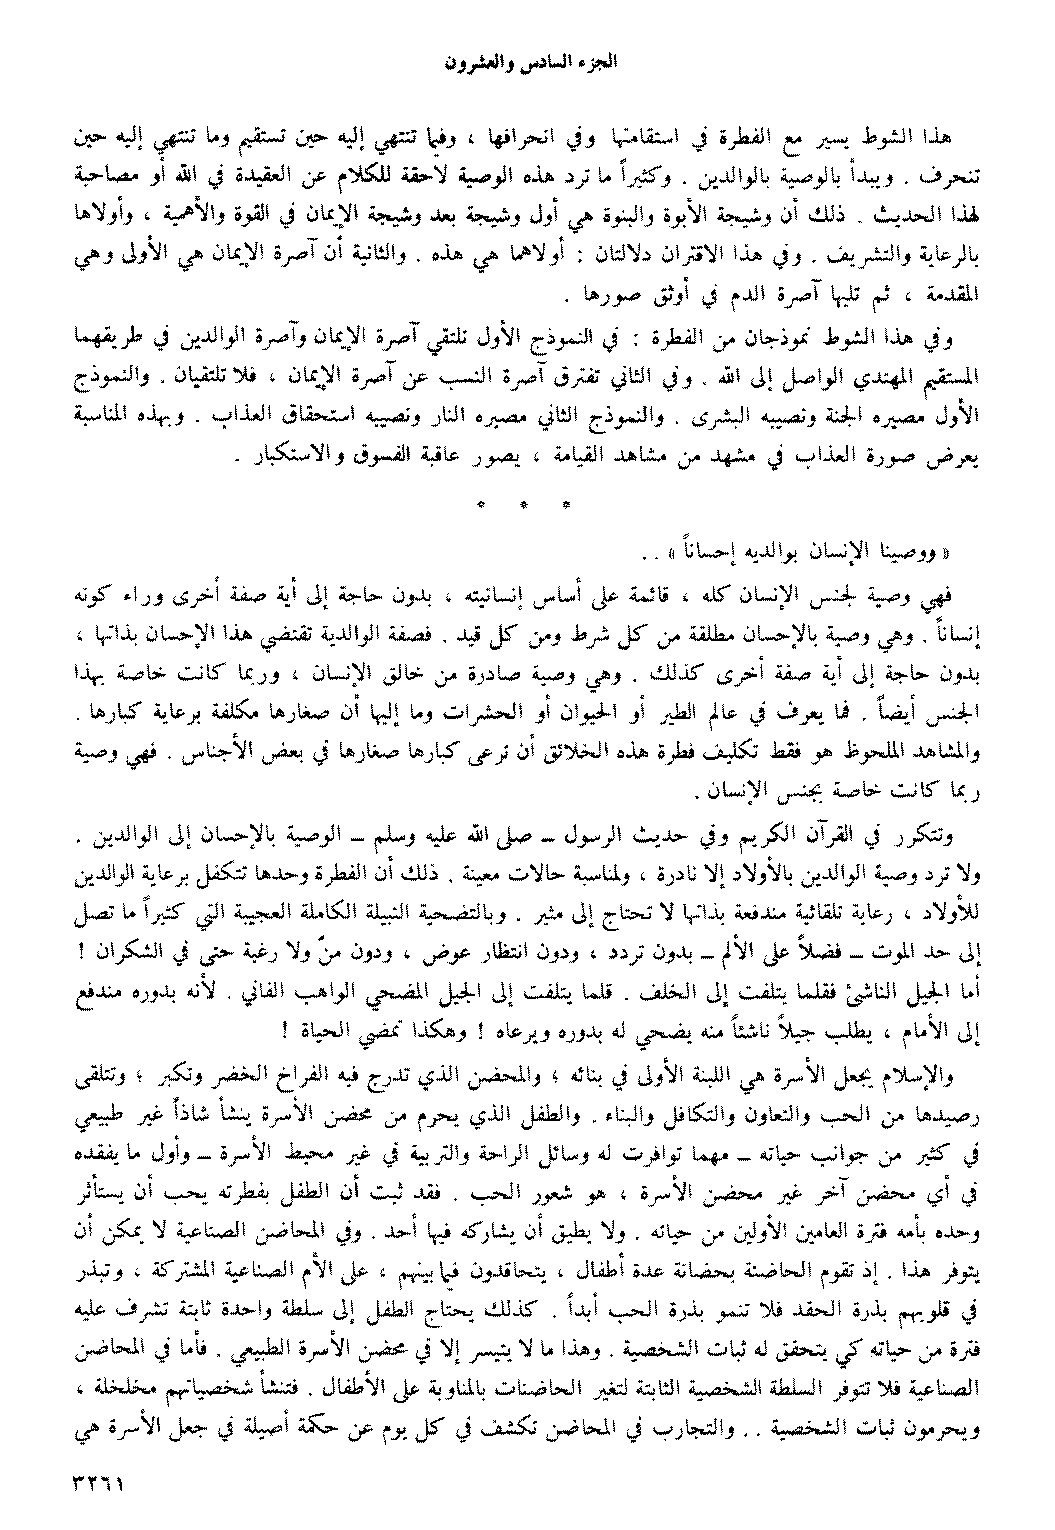 الجزء السادس والعشرون
هذا الشوط يسير مع الفطرة في استقامتها وفي انحرافها ، وفيما تنتهي إليه حين تستقيم وما تنتهي إليه حين
تنحرف . ويبدأ بالوصية بالوالدين . وكثيراً ما ترد هذه الوصية لاحقة للكلام عن العقيدة في الله أو مصاحبة
لهذا الحديث . ذلك أن وشيجة الأبوة والبنوة هي أول وشيجة بعد وشيجة الإيمان في القوة والأهمية ، وأولاها
بالرعاية والتشريف . وفي هذا الاقتران دلالتان : أولاهما هي هذه . والثانية أن آصرة الإيمان هي الأولى وهي
المقدمة ، ثم تليها آصرة الدم في أوثق صورها .
وفي هذا الشوط نموذجان من الفطرة : في النموذج الأول تلتقي آصرة الإيمان وآصرة الوالدين في طريقهما
المستقيم المهتدي الواصل إلى الله . وفي الثاني تفترق آصرة النسب عن آصرة الإيمان ، فلا تلتقيان . والنموذج
الأول مصيره الجنة ونصيبه البشرى . والنموذج الثاني مصيره النار ونصيبه استحقاق العذاب . وبهذه المناسبة
يعرض صورة العذاب في مشهد من مشاهد القيامة ، يصور عاقبة الفسوق والاستكبار .
* * *
« ووصينا الإنسان بوالديه إحساناً » . .
فهي وصية لجنس الإنسان كله ، قائمة على أساس إنسانيته ، بدون حاجة إلى أية صفة أخرى وراء كونه
إنساناً . وهي وصية بالإحسان مطلقة من كل شرط ومن كل قيد . فصفة الوالدية تقتضي هذا الإحسان بذاتها ،
بدون حاجة إلى أية صفة أخرى كذلك . وهي وصية صادرة من خالق الإنسان ، وربما كانت خاصة بهذا
الجنس أيضاً . فما يعرف في عالم الطير أو الحيوان أو الحشرات وما إليها أن صغارها مكلفة برعاية كبارها .
والمشاهد الملحوظ هو فقط تكليف فطرة هذه الخلائق أن ترعى كبارها صغارها في بعض الأجناس . فهي وصية
ربما كانت خاصة بجنس الإنسان .
وتتكرر في القرآن الكريم وفي حديث الرسول – صلى الله عليه وسلم – الوصية بالإحسان إلى الوالدين .
ولا ترد وصية الوالدين بالأولاد إلا نادرة ، ولمناسبة حالات معينة . ذلك أن الفطرة وحدها تتكفل برعاية الوالدين
للأولاد ، رعاية تلقائية مندفعة بذاتها لا تحتاج إلى مثير . وبالتضحية النبيلة الكاملة العجيبة التي كثيراً ما تصل
إلى حد الموت – فضلاً على الألم – بدون تردد ، ودون انتظار عوض ، ودون منّ ولا رغبة حتى في الشكران !
أما الجيل الناشئ فقلما يتلفت إلى الخلف . قلما يتلفت إلى الجيل المضحي الواهب الفاني . لأنه بدوره مندفع
إلى الأمام ، يطلب جيلاً ناشئاً منه يضحي له بدوره ويرعاه ! وهكذا تمضي الحياة !
والإسلام يجعل الأسرة هي اللبنة الأولى في بنائه ؛ والمحضن الذي تدرج فيه الفراخ الخضر وتكبر ؛ وتتلقى
رصيدها من الحب والتعاون والتكافل والبناء . والطفل الذي يحرم من محضن الأسرة ينشأ شاذاً غير طبيعي
في كثير من جوانب حياته – مهما توافرت له وسائل الراحة والتربية في غير محيط الأسرة – وأول ما يفقده
في أي محضن آخر غير محضن الأسرة ، هو شعور الحب . فقد ثبت أن الطفل بفطرته يحب أن يستأثر
وحده بأمه فترة العامين الأولين من حياته . ولا يطيق أن يشاركه فيها أحد . وفي المحاضن الصناعية لا يمكن أن
يتوفر هذا . إذ تقوم الحاضنة بحضانة عدة أطفال ، يتحاقدون فيما بينهم ، على الأم الصناعية المشتركة ، وتبذر
في قلوبهم بذرة الحقد فلا تنمو بذرة الحب أبداً . كذلك يحتاج الطفل إلى سلطة واحدة ثابتة تشرف عليه
فترة من حياته كي يتحقق له ثبات الشخصية . وهذا ما لا يتيسر إلا في محضن الأسرة الطبيعي . فأما في المحاضن
الصناعية فلا تتوفر السلطة الشخصية الثابتة لتغير الحاضنات بالمناوبة على الأطفال . فتنشأ شخصياتهم مخلخلة ،
ويحرمون ثبات الشخصية . . والتجارب في المحاضن تكشف في كل يوم عن حكمة أصيلة في جعل الأسرة هي
٣٢٦١